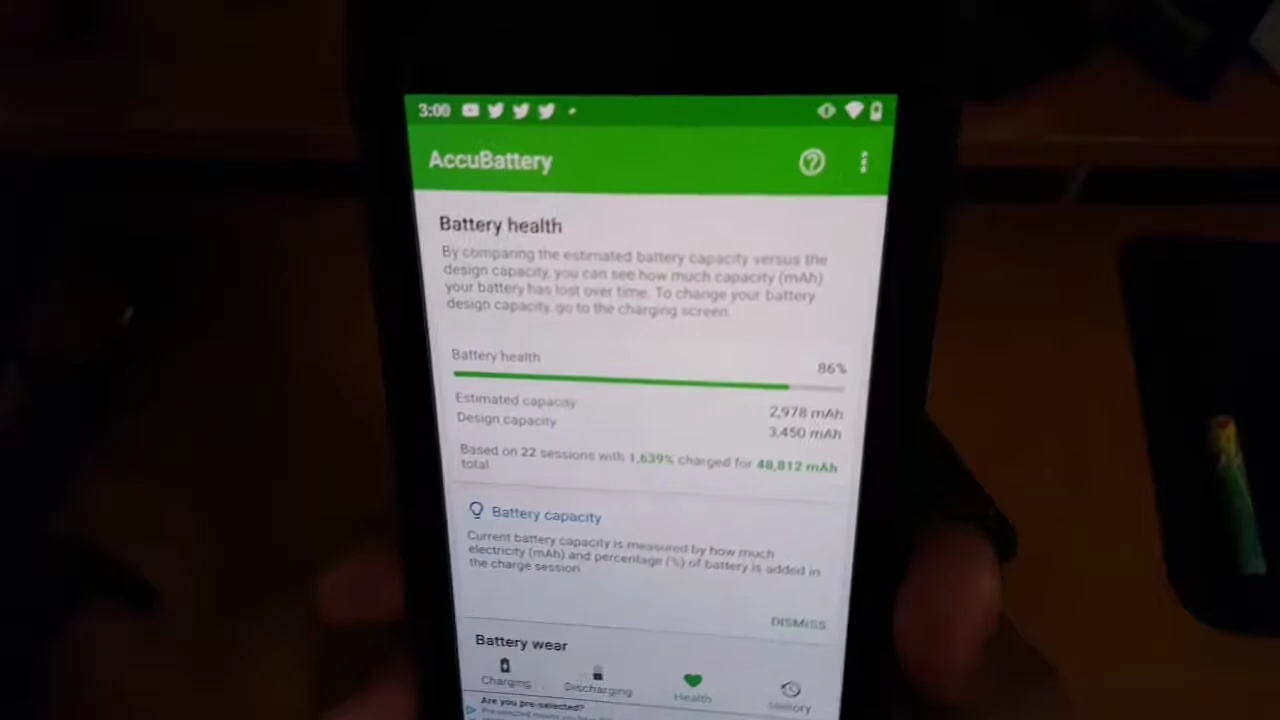 3:00
AccuBattery
Battery health
By comparing the estimated battery capacity versus the
design capacity, you can see how much capacity (mAh)
your battery has lost over time. To change your battery
design capacity, go to the charging screen.
Battery health 86%
Estimated capacity 2,978 mAh
Design capacity 3,450 mAh
Based on 22 sessions with 1,639% charged for 48,812 mAh
total.
Battery capacity
Current battery capacity is measured by how much
electricity (mAh) and percentage (%) of battery is added in
the charge session.
DISMISS
Battery wear
Charging Discharging Health History
Are you pre-selected?